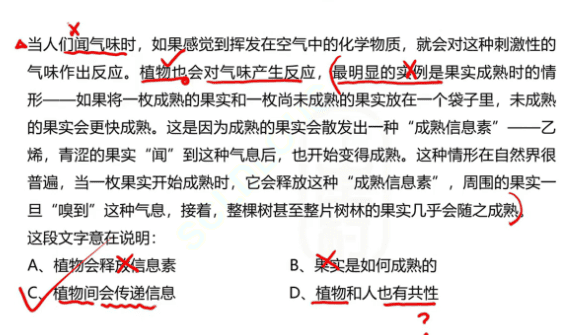 当人们闻气味时，如果感觉到挥发在空气中的化学物质，就会对这种刺激性的
气味作出反应。植物也会对气味产生反应，最明显的实例是果实成熟时的情
形——如果将一枚成熟的果实和一枚尚未成熟的果实放在一个袋子里，未成熟
的果实会更快成熟。这是因为成熟的果实会散发出一种“成熟信息素”——乙
烯，青涩的果实“闻”到这种气息后，也开始变得成熟。这种情形在自然界很
普遍，当一枚果实开始成熟时，它会释放这种“成熟信息素”，周围的果实一
旦“嗅到”这种气息，接着，整棵树甚至整片树林的果实几乎会随之成熟。
这段文字意在说明：
A、植物会释放信息素 B、果实是如何成熟的
C、植物间会传递信息 D、植物和人也有共性
?